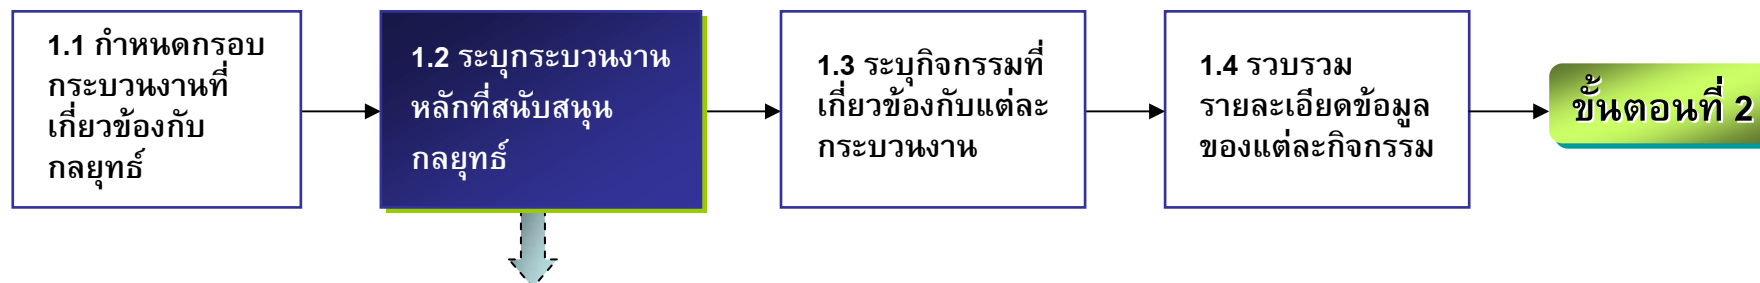 1.1 กำหนดกรอบ
กระบวนงานที่
เกี่ยวข้องกับ
กลยุทธ์
1.2 ระบุกระบวนงาน
หลักที่สนับสนุน
กลยุทธ์
1.3 ระบุกิจกรรมที่
เกี่ยวข้องกับแต่ละ
กระบวนงาน
1.4 รวบรวม
รายละเอียดข้อมูล
ของแต่ละกิจกรรม
ขั้นตอนที่ 2